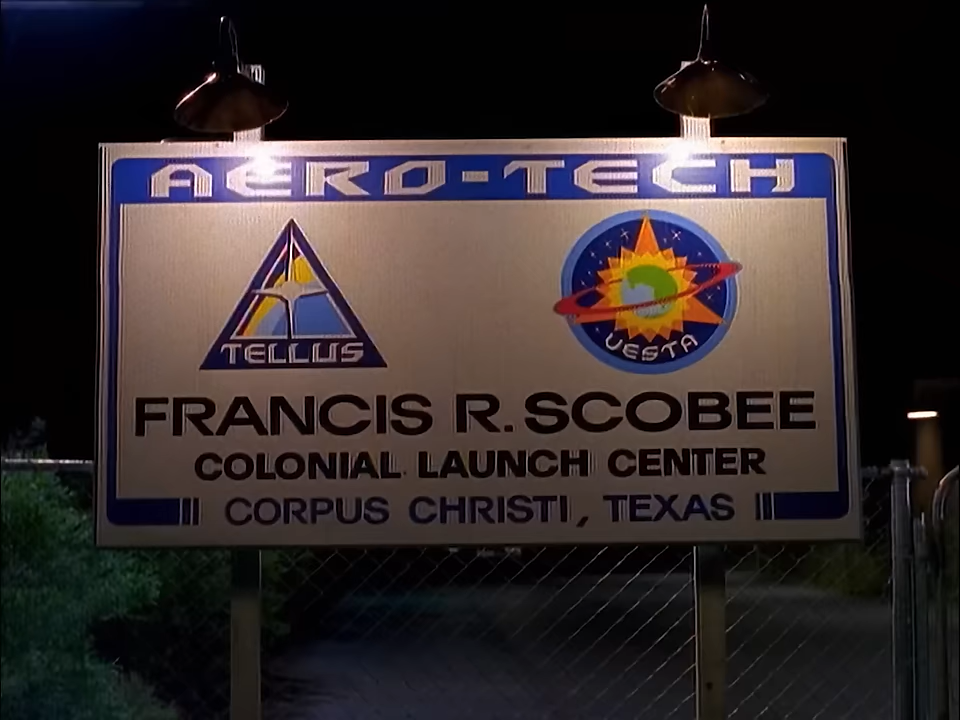 AERO-TECH
TELLUS
VESTA
FRANCIS R. SCOBEE
COLONIAL LAUNCH CENTER
CORPUS CHRISTI, TEXAS